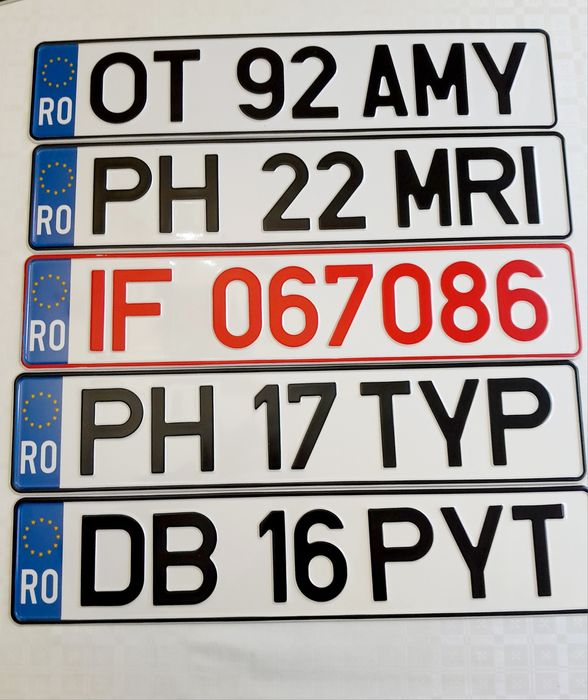 RO OT 92 AMY
RO PH 22 MRI
RO IF 067086
RO PH 17 TYP
RO DB 16 PYT